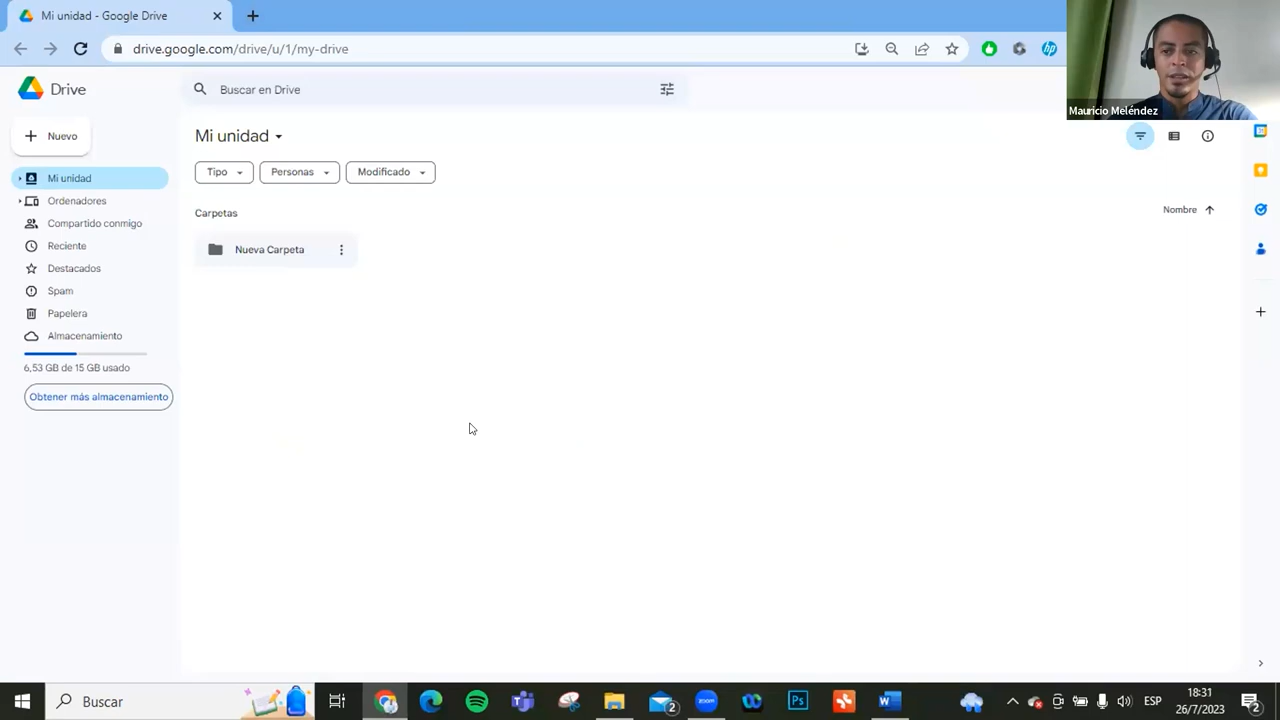 Mi unidad - Google Drive
drive.google.com/drive/u/1/my-drive
Mauricio Meléndez
Drive
Buscar en Drive
Nuevo
Mi unidad
Tipo
Personas
Modificado
Mi unidad
Ordenadores
Compartido conmigo
Reciente
Destacados
Spam
Papelera
Almacenamiento
6,53 GB de 15 GB usado
Obtener más almacenamiento
Carpetas
Nombre
Nueva Carpeta
Buscar
2
ESP
18:31
26/7/2023
2